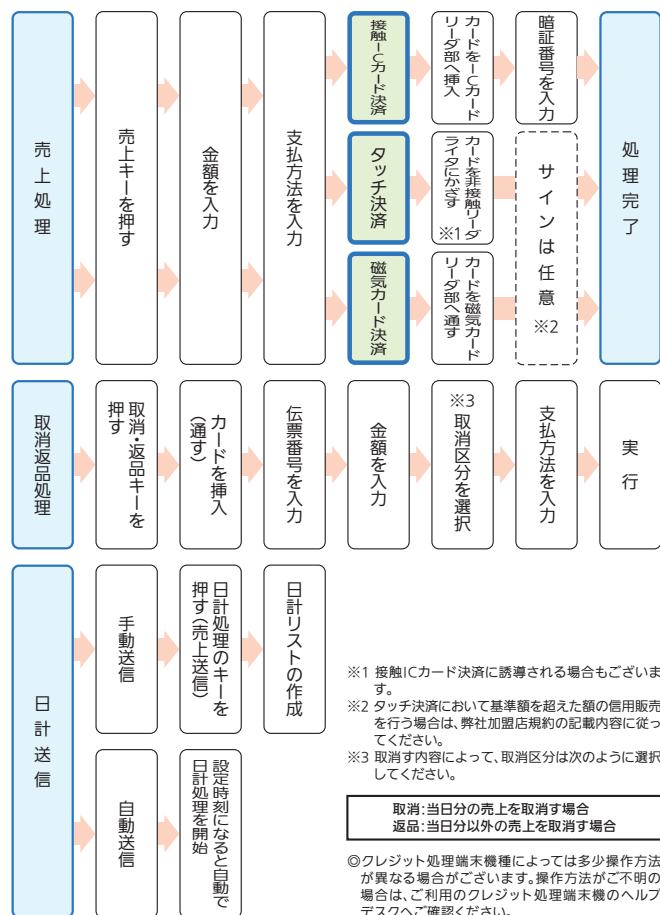 売上処理
売上キーを押す
金額を入力
支払方法を入力
接触ICカード決済
カードをICカード
リーダ部へ挿入
暗証番号を入力
タッチ決済
カードを非接触リーダ
ライタにかざす ※1
磁気カード決済
カードを磁気カード
リーダ部へ通す
サインは任意 ※2
処理完了
取消返品処理
取消・返品キーを
押す
カードを挿入
(通す)
伝票番号を入力
金額を入力
※3 取消区分を選択
支払方法を入力
実行
日計送信
手動送信
日計処理のキーを
押す(売上送信)
日計リストの作成
自動送信
設定時刻になると自動で
日計処理を開始
※1 接触ICカード決済に誘導される場合もございま
す。
※2 タッチ決済において基準額を超えた額の信用販売
を行う場合は、弊社加盟店規約の記載内容に従っ
てください。
※3 取消す内容によって、取消区分は次のように選択
してください。
取消:当日分の売上を取消す場合
返品:当日分以外の売上を取消す場合
◎クレジット処理端末機種によっては多少操作方法
が異なる場合がございます。操作方法がご不明の
場合は、ご利用のクレジット処理端末機のヘルプ
デスクへご確認ください。